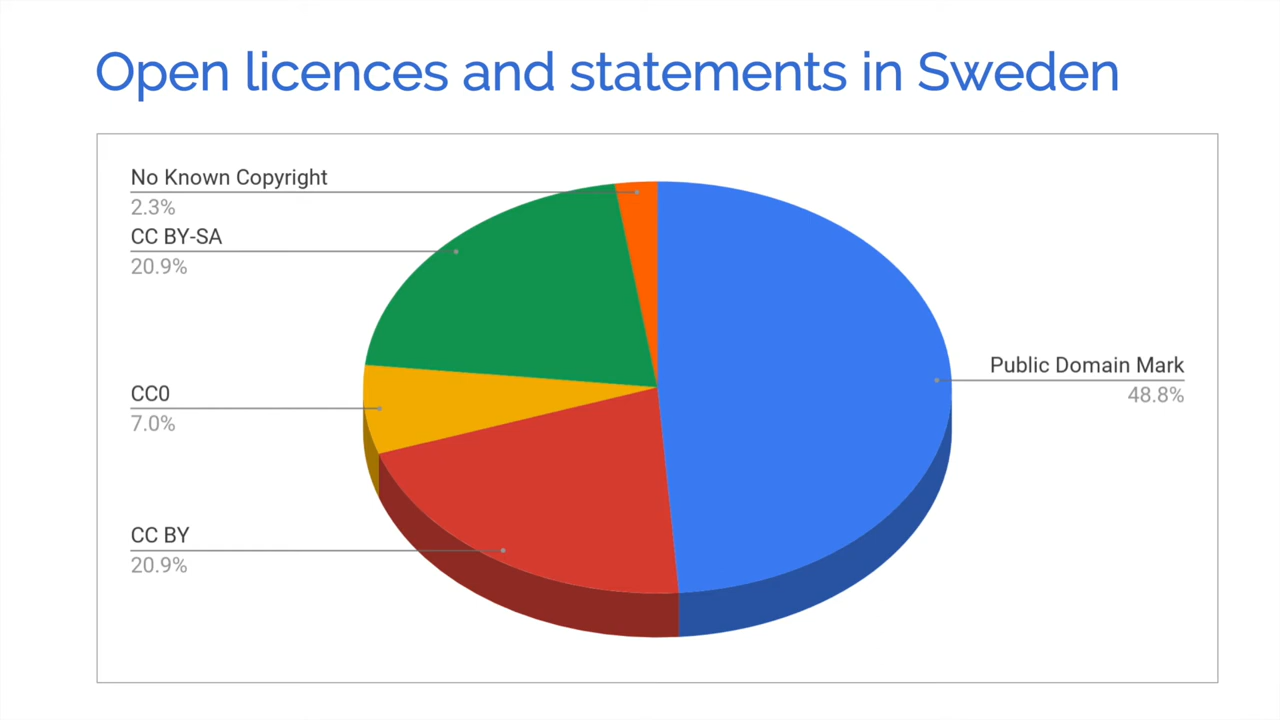 Open licences and statements in Sweden
No Known Copyright
2.3%
CC BY-SA
20.9%
CC0
7.0%
CC BY
20.9%
Public Domain Mark
48.8%